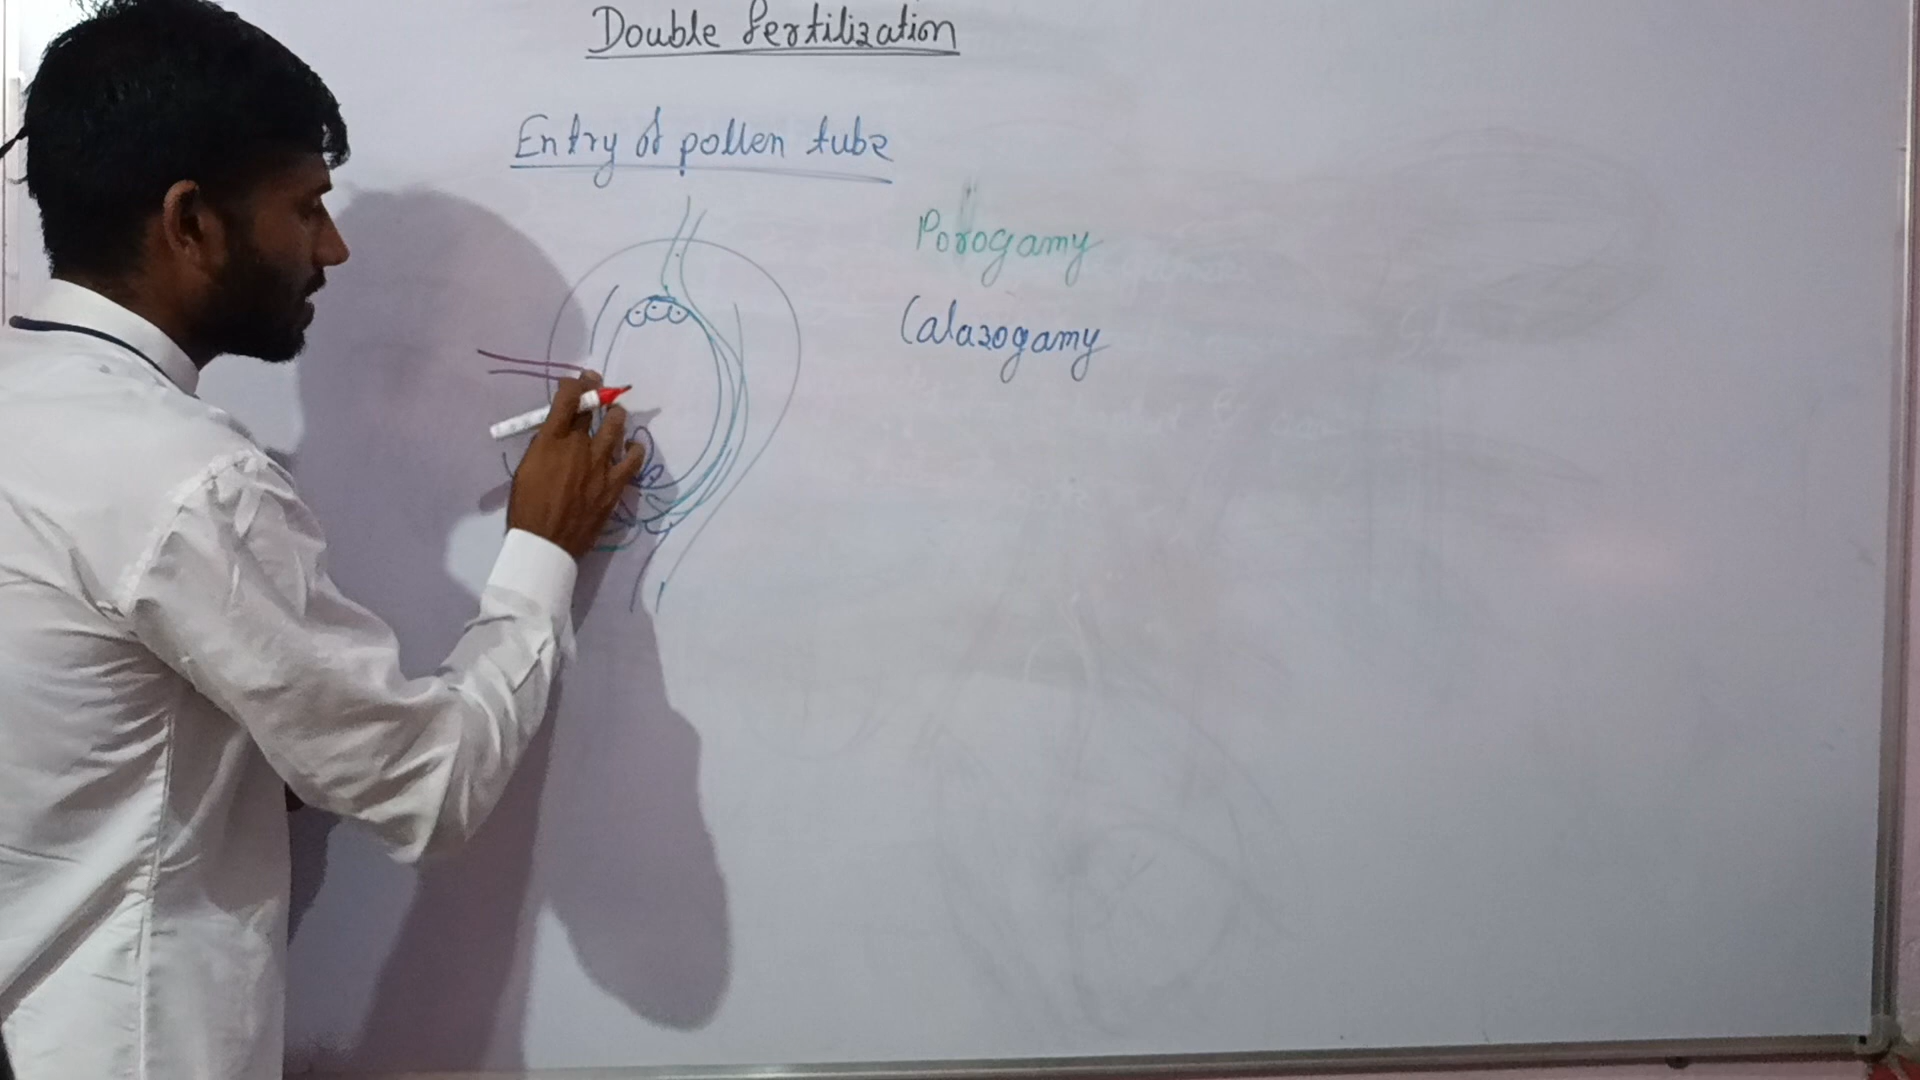 Double fertilization
Entry of pollen tube
Porogamy
Calazogamy